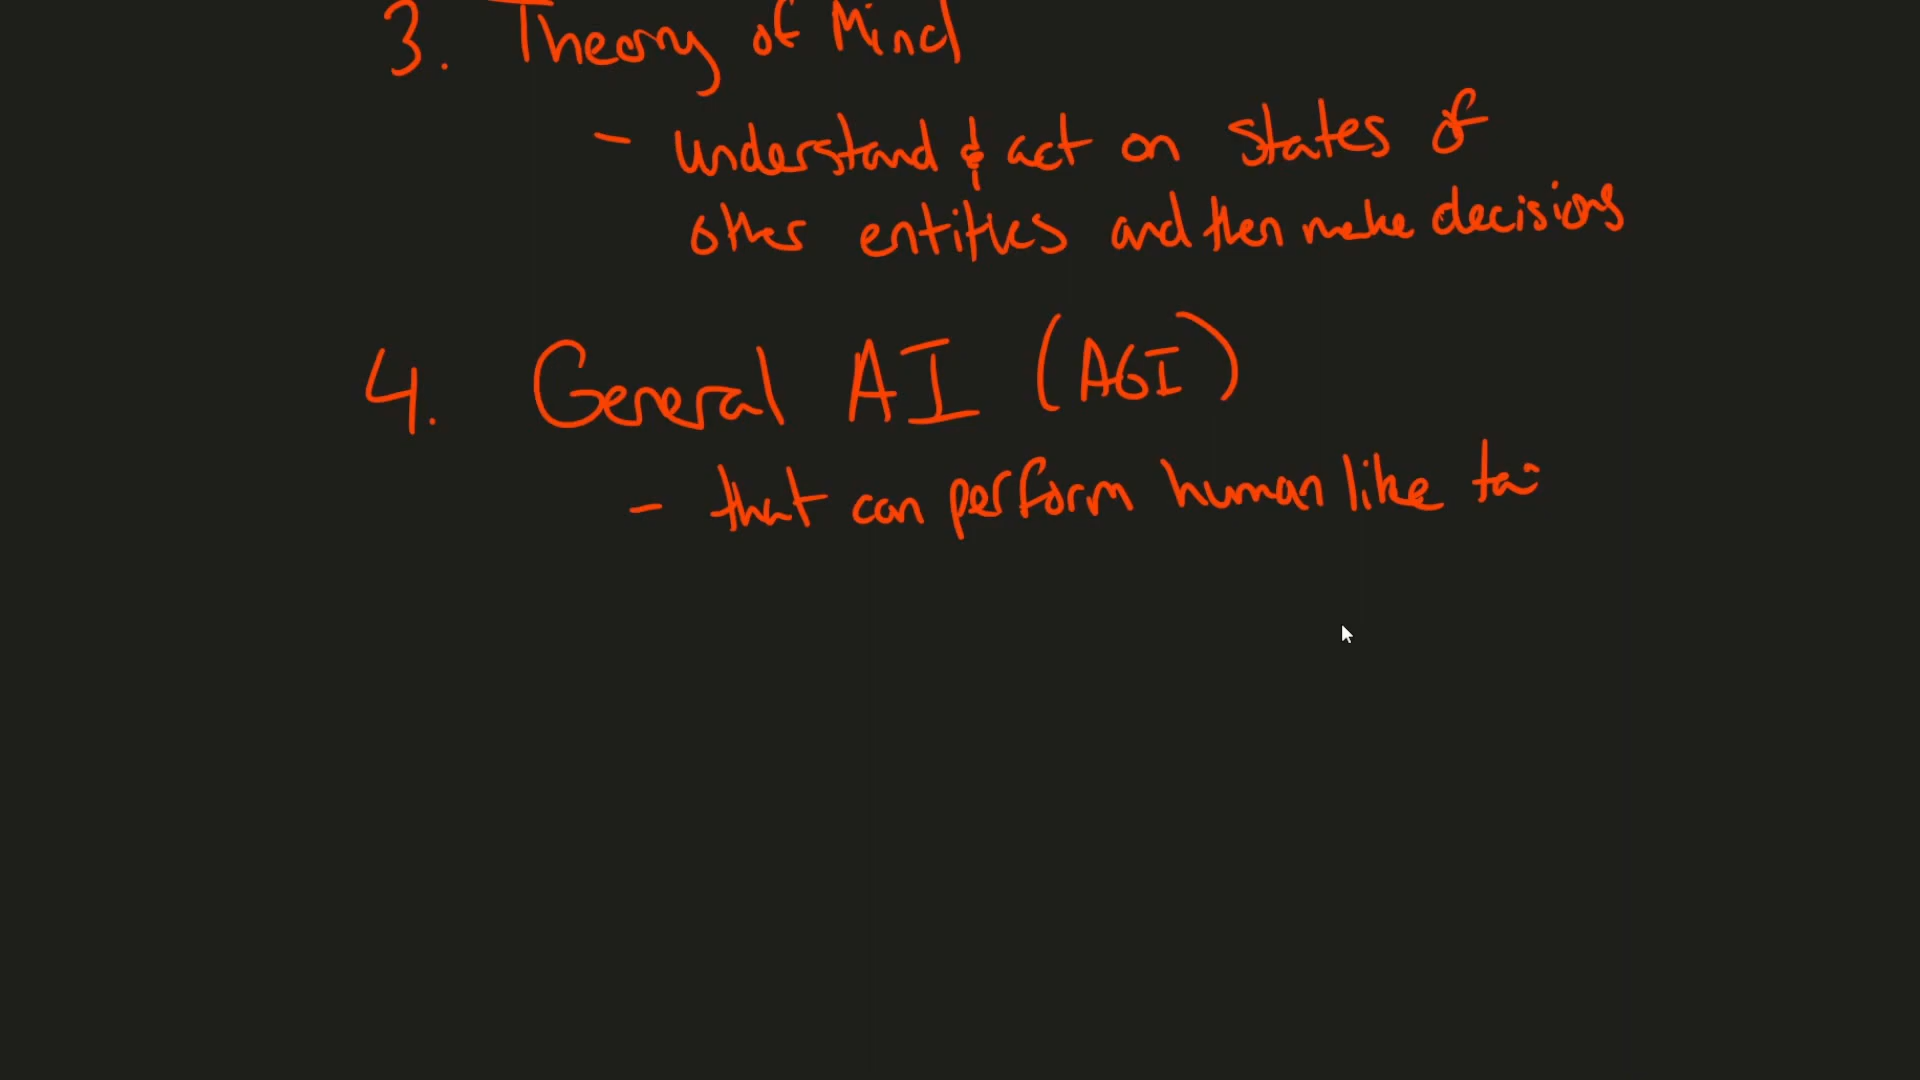 3. Theory of Mind
- understand & act on states of
other entities and then make decisions
4. General AI (AGI)
- that can perform human like tas